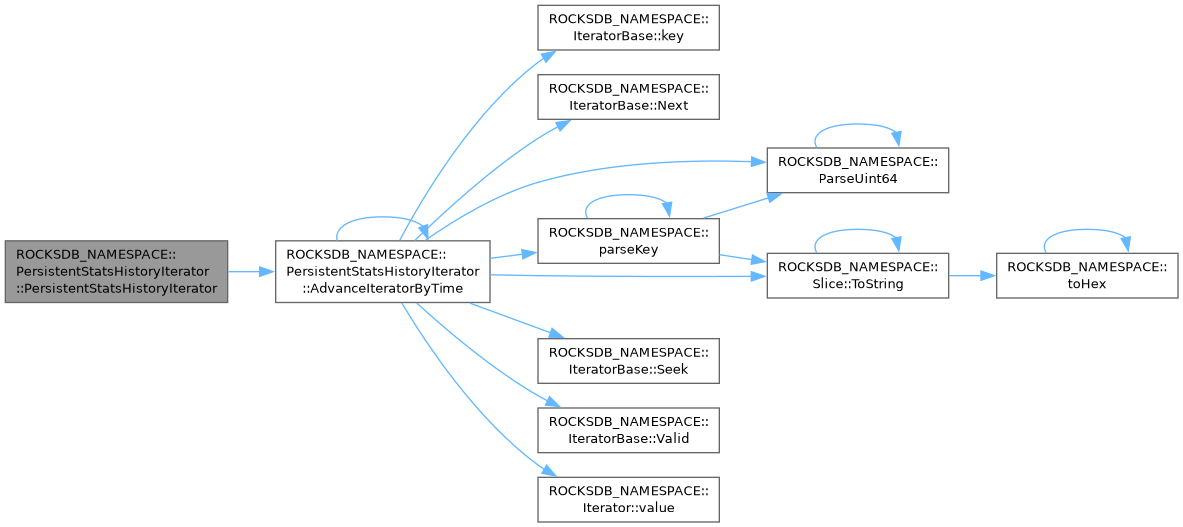 ROCKSDB_NAMESPACE::
PersistentStatsHistoryIterator
::PersistentStatsHistoryIterator
ROCKSDB_NAMESPACE::
PersistentStatsHistoryIterator
::AdvanceIteratorByTime
ROCKSDB_NAMESPACE::
IteratorBase::key
ROCKSDB_NAMESPACE::
IteratorBase::Next
ROCKSDB_NAMESPACE::
ParseUint64
ROCKSDB_NAMESPACE::
parseKey
ROCKSDB_NAMESPACE::
Slice::ToString
ROCKSDB_NAMESPACE::
toHex
ROCKSDB_NAMESPACE::
IteratorBase::Seek
ROCKSDB_NAMESPACE::
IteratorBase::Valid
ROCKSDB_NAMESPACE::
Iterator::value